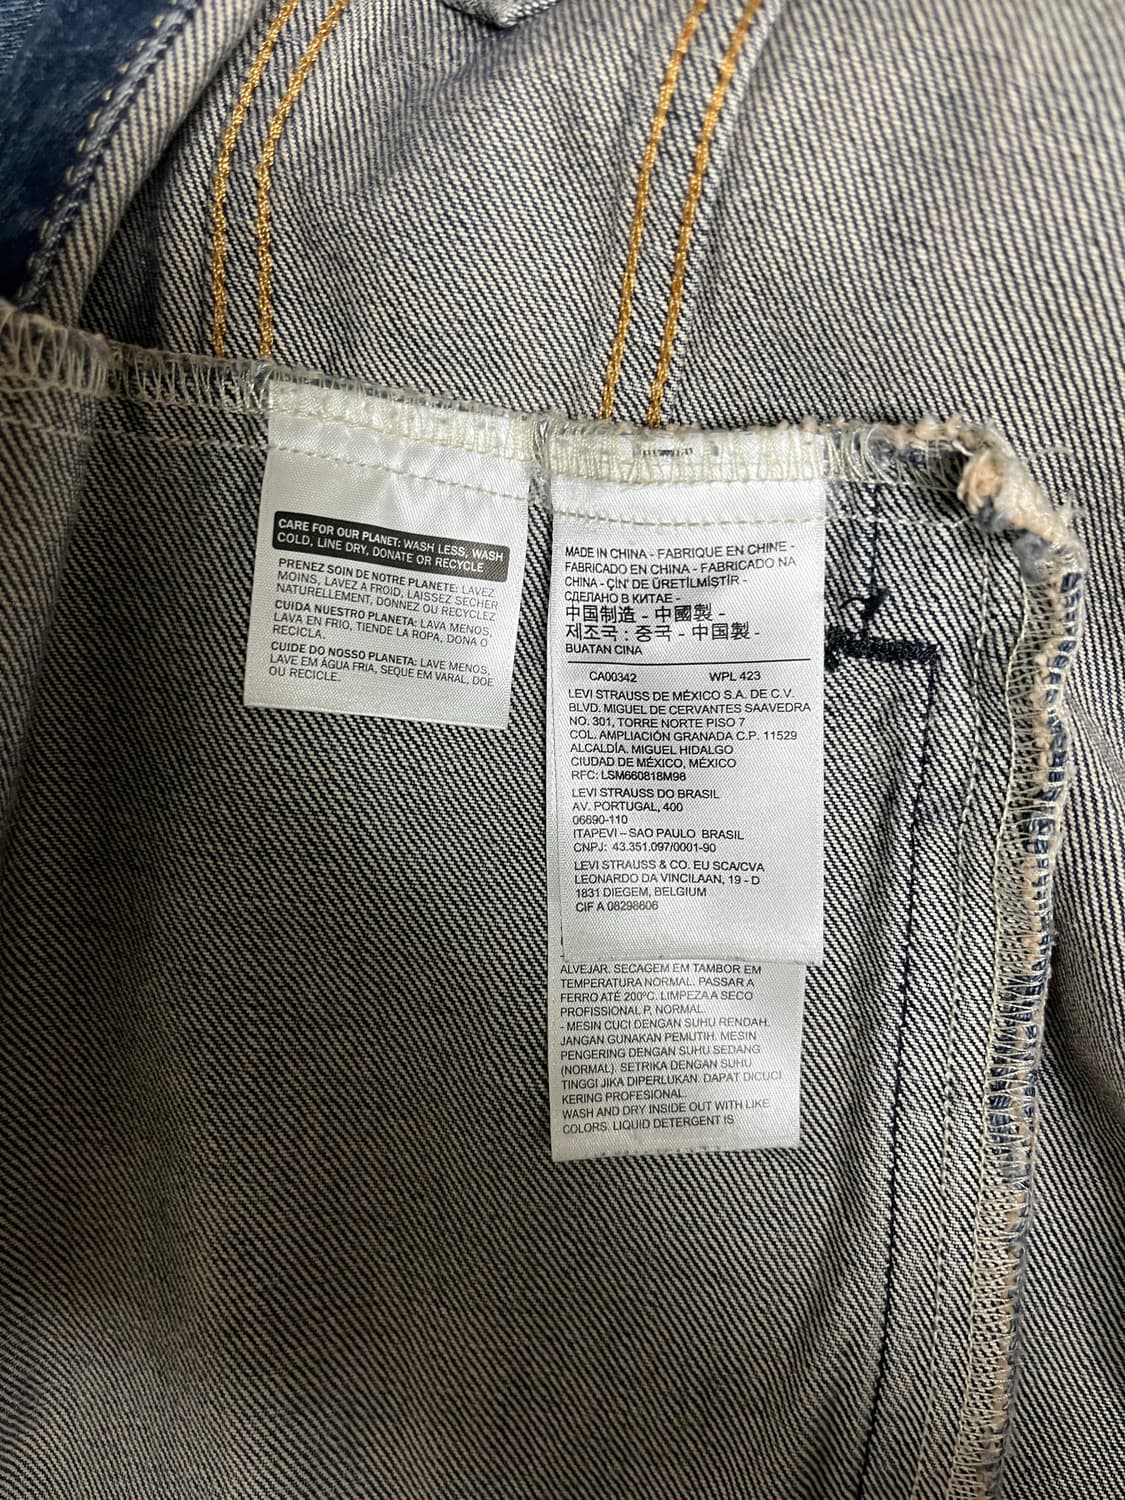 CARE FOR OUR PLANET: WASH LESS, WASH
COLD, LINE DRY, DONATE OR RECYCLE
PRENEZ SOIN DE NOTRE PLANETE: LAVEZ
MOINS, LAVEZ A FROID, LAISSEZ SECHER
NATURELLEMENT, DONNEZ OU RECYCLEZ
CUIDA NUESTRO PLANETA: LAVA MENOS,
LAVA EN FRIO, TIENDE LA ROPA, DONA O
RECICLA.
CUIDE DO NOSSO PLANETA: LAVE MENOS,
LAVE EM ÁGUA FRIA, SEQUE EM VARAL, DOE
OU RECICLE.
MADE IN CHINA - FABRIQUE EN CHINE -
FABRICADO EN CHINA - FABRICADO NA
CHINA - ÇIN' DE ÜRETİLMİSTİR -
СДЕЛАНО В КИТАЕ -
中国制造 - 中國製 -
제조국 : 중국 - 中国製 -
BUATAN CINA
CA00342 WPL 423
LEVI STRAUSS DE MÉXICO S.A. DE C.V.
BLVD. MIGUEL DE CERVANTES SAAVEDRA
NO. 301, TORRE NORTE PISO 7
COL. AMPLIACIÓN GRANADA C.P. 11529
ALCALDÍA. MIGUEL HIDALGO
CIUDAD DE MÉXICO, MÉXICO
RFC: LSM660818M98
LEVI STRAUSS DO BRASIL
AV. PORTUGAL, 400
06690-110
ITAPEVI – SAO PAULO BRASIL
CNPJ: 43.351.097/0001-90
LEVI STRAUSS & CO. EU SCA/CVA
LEONARDO DA VINCILAAN, 19 - D
1831 DIEGEM, BELGIUM
CIF A 08298606
ALVEJAR. SECAGEM EM TAMBOR EM
TEMPERATURA NORMAL. PASSAR A
FERRO ATÉ 200ºC. LIMPEZA A SECO
PROFISSIONAL P, NORMAL.
- MESIN CUCI DENGAN SUHU RENDAH.
JANGAN GUNAKAN PEMUTIH. MESIN
PENGERING DENGAN SUHU SEDANG
(NORMAL). SETRIKA DENGAN SUHU
TINGGI JIKA DIPERLUKAN. DAPAT DICUCI
KERING PROFESIONAL.
WASH AND DRY INSIDE OUT WITH LIKE
COLORS. LIQUID DETERGENT IS